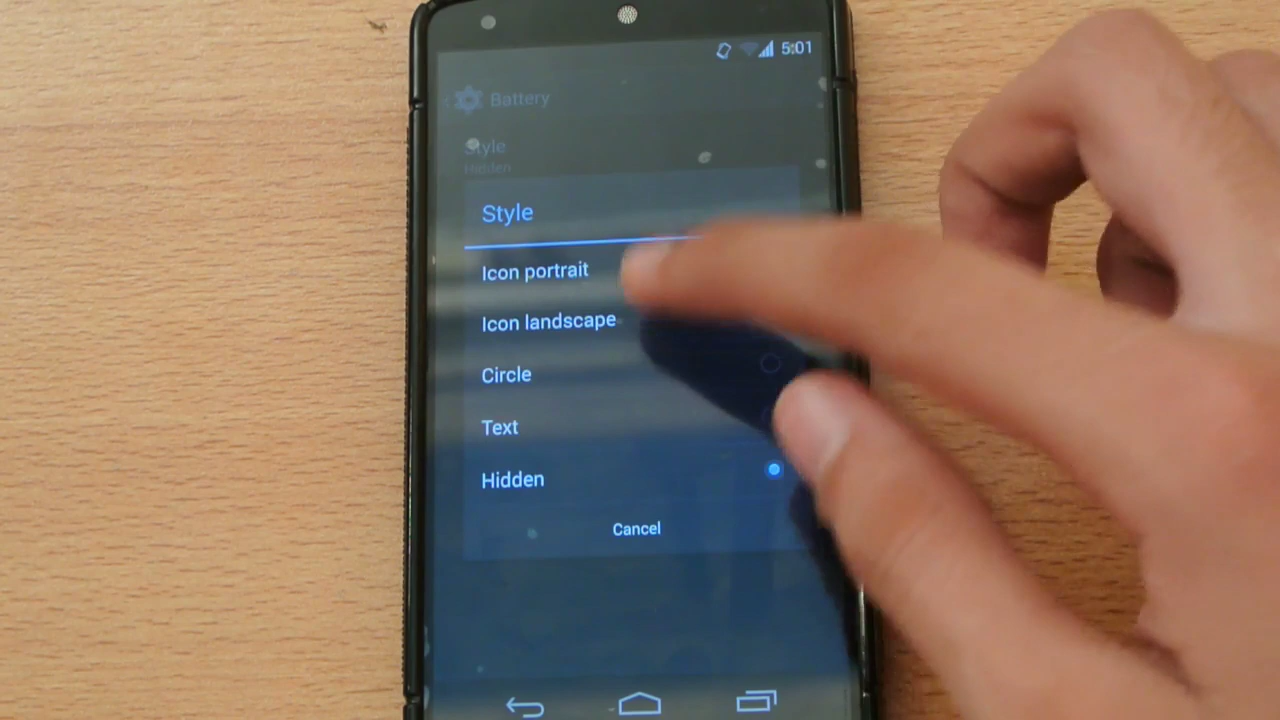 5:01
Battery
Style
Hidden
Style
Icon portrait
Icon landscape
Circle
Text
Hidden
Cancel